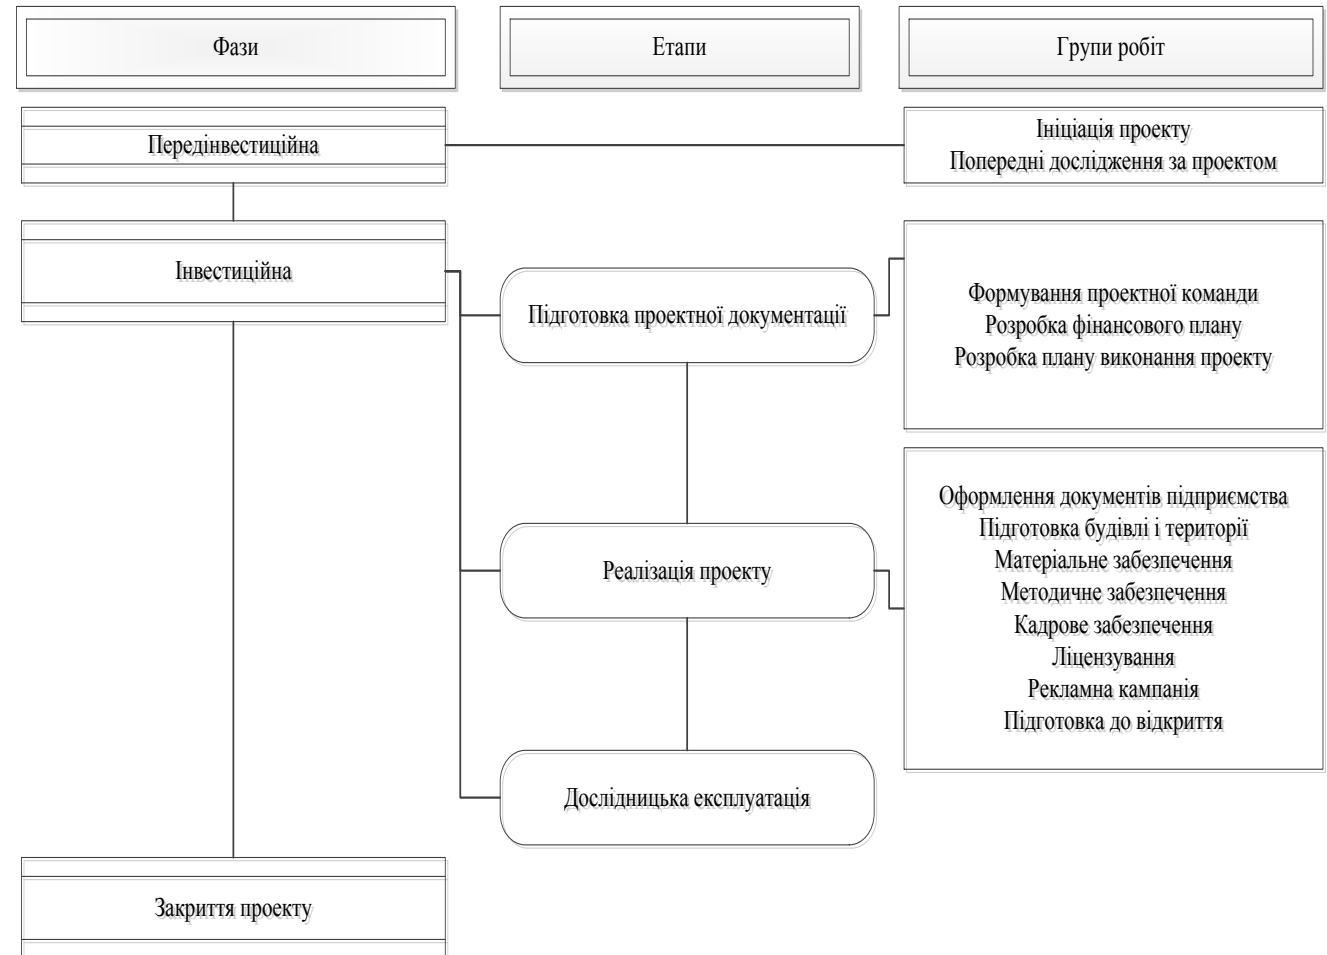 Фази
Етапи
Групи робіт
Передінвестиційна
Ініціація проекту
Попередні дослідження за проектом
Інвестиційна
Підготовка проектної документації
Формування проектної команди
Розробка фінансового плану
Розробка плану виконання проекту
Реалізація проекту
Оформлення документів підприємства
Підготовка будівлі і території
Матеріальне забезпечення
Методичне забезпечення
Кадрове забезпечення
Ліцензування
Рекламна кампанія
Підготовка до відкриття
Дослідницька експлуатація
Закриття проекту